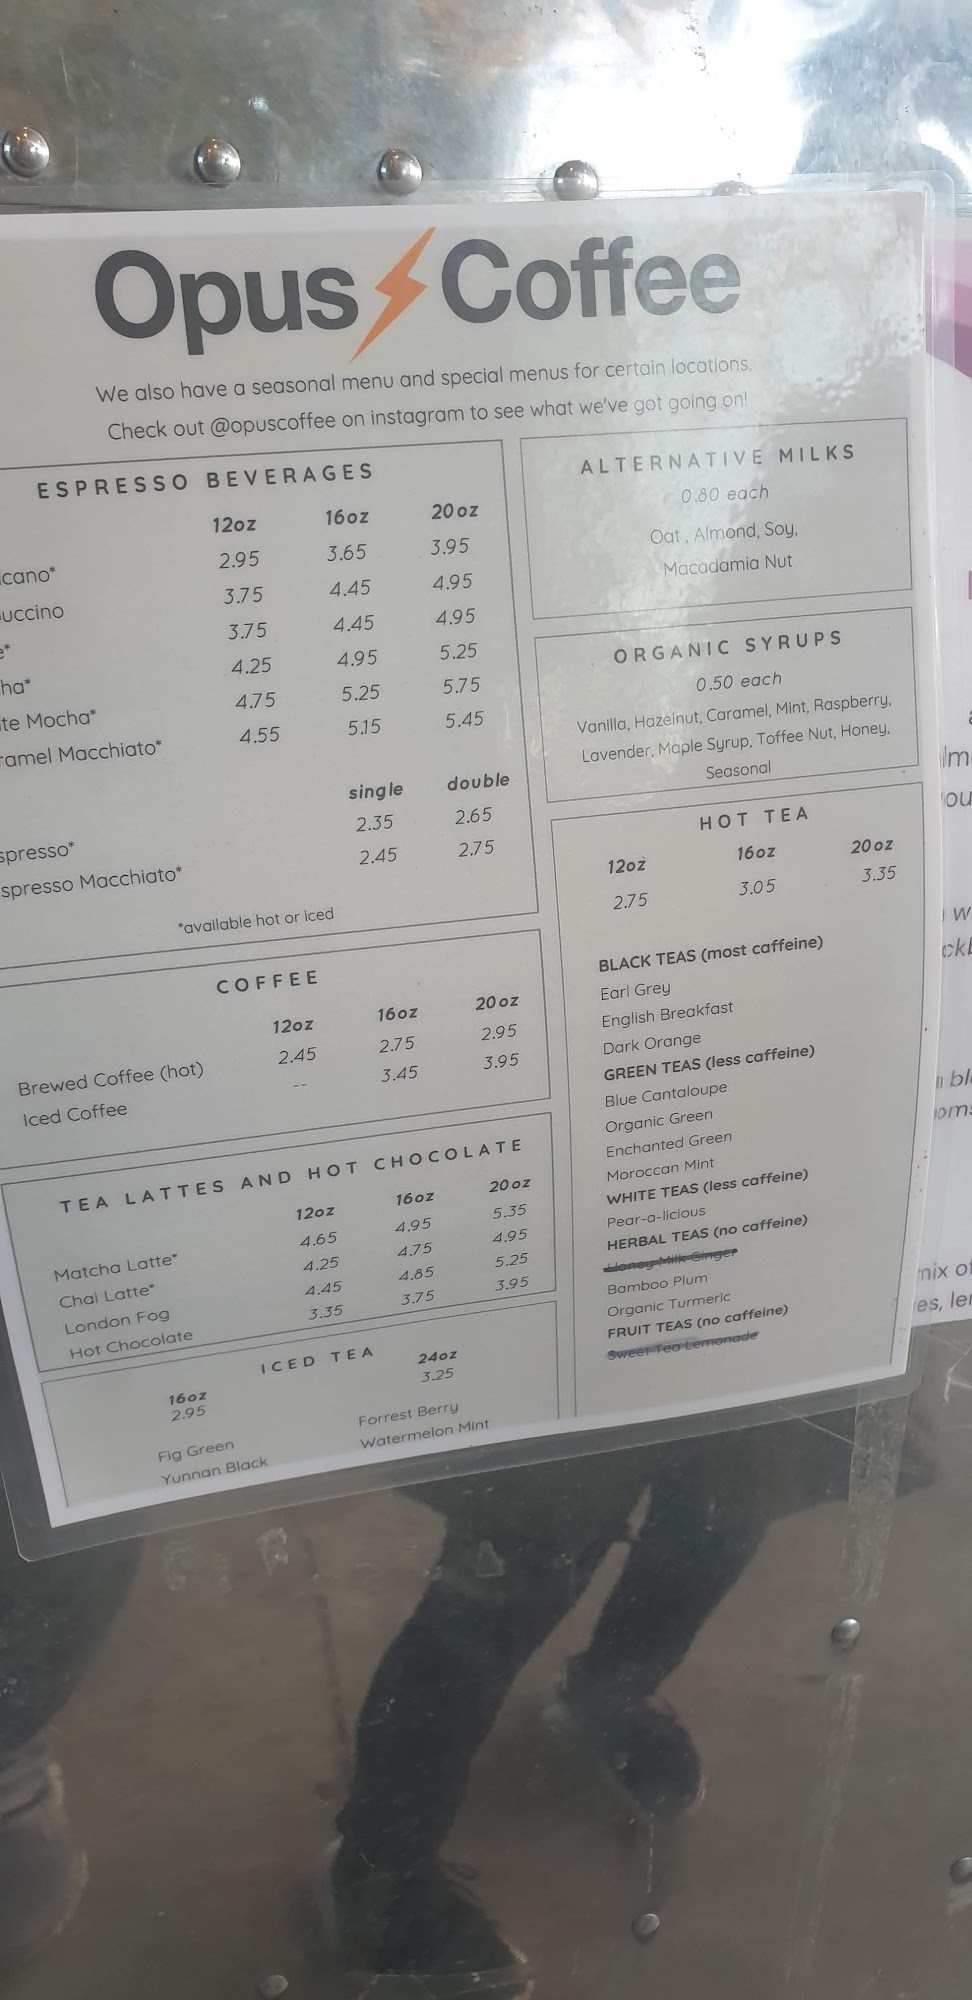 Opus Coffee
We also have a seasonal menu and special menus for certain locations.
Check out @opuscoffee on instagram to see what we've got going on!
ESPRESSO BEVERAGES
12oz 16oz 20oz
cano* 2.95 3.65 3.95
uccino 3.75 4.45 4.95
e* 3.75 4.45 4.95
ha* 4.25 4.95 5.25
te Mocha* 4.75 5.25 5.75
ramel Macchiato* 4.55 5.15 5.45
single double
spresso* 2.35 2.65
spresso Macchiato* 2.45 2.75
*available hot or iced
COFFEE
12oz 16oz 20oz
Brewed Coffee (hot) 2.45 2.75 2.95
Iced Coffee -- 3.45 3.95
TEA LATTES AND HOT CHOCOLATE
12oz 16oz 20oz
Matcha Latte* 4.65 4.95 5.35
Chai Latte* 4.25 4.75 4.95
London Fog 4.45 4.85 5.25
Hot Chocolate 3.35 3.75 3.95
ICED TEA
16oz 24oz
2.95 3.25
Fig Green Forrest Berry
Yunnan Black Watermelon Mint
ALTERNATIVE MILKS
0.80 each
Oat , Almond, Soy,
Macadamia Nut
ORGANIC SYRUPS
0.50 each
Vanilla, Hazelnut, Caramel, Mint, Raspberry,
Lavender, Maple Syrup, Toffee Nut, Honey,
Seasonal
HOT TEA
12oz 16oz 20oz
2.75 3.05 3.35
BLACK TEAS (most caffeine)
Earl Grey
English Breakfast
Dark Orange
GREEN TEAS (less caffeine)
Blue Cantaloupe
Organic Green
Enchanted Green
Moroccan Mint
WHITE TEAS (less caffeine)
Pear-a-licious
HERBAL TEAS (no caffeine)
Honey Milk Ginger
Bamboo Plum
Organic Turmeric
FRUIT TEAS (no caffeine)
Sweet Tea Lemonade